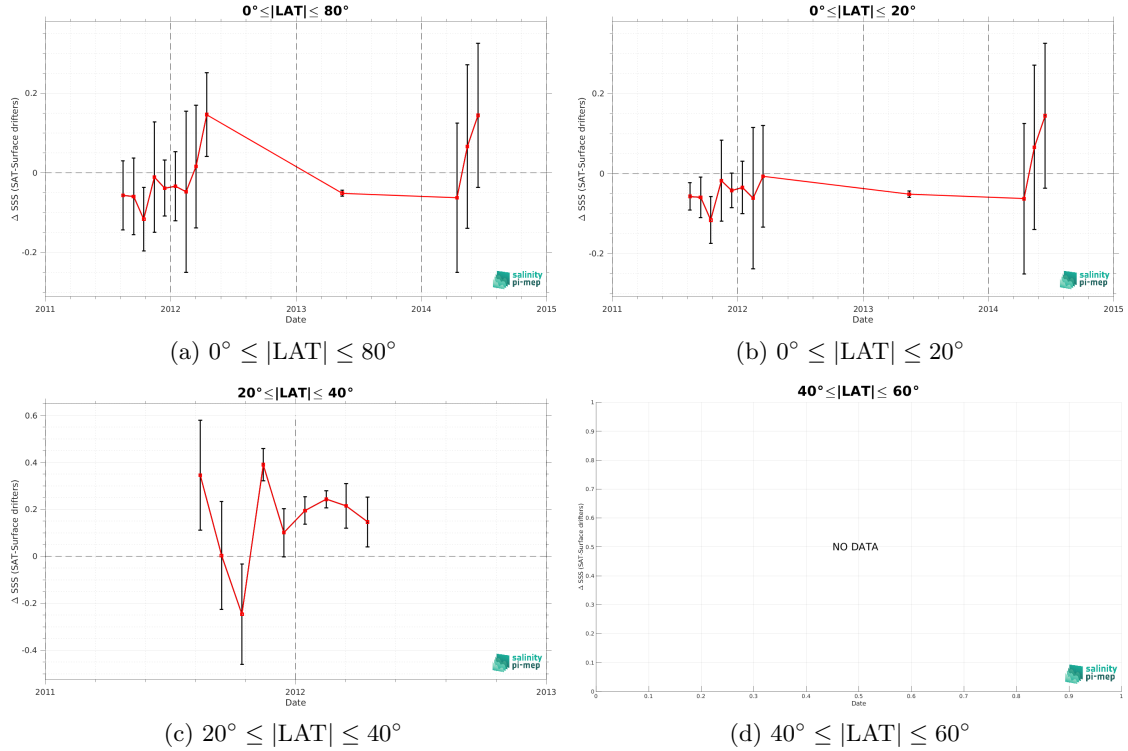 0°≤|LAT|≤ 80°
Δ SSS (SAT-Surface drifters)
0.2
0
-0.2
2011
2012
2013
2014
2015
Date
salinity
pi-mep
(a) 0° ≤ |LAT| ≤ 80°
0°≤|LAT|≤ 20°
Δ SSS (SAT-Surface drifters)
0.2
0
-0.2
2011
2012
2013
2014
2015
Date
salinity
pi-mep
(b) 0° ≤ |LAT| ≤ 20°
20°≤|LAT|≤ 40°
Δ SSS (SAT-Surface drifters)
0.6
0.4
0.2
0
-0.2
-0.4
2011
2012
2013
Date
salinity
pi-mep
(c) 20° ≤ |LAT| ≤ 40°
40°≤|LAT|≤ 60°
Δ SSS (SAT-Surface drifters)
1
0.9
0.8
0.7
0.6
0.5
0.4
0.3
0.2
0.1
0
NO DATA
0
0.1
0.2
0.3
0.4
0.5
0.6
0.7
0.8
0.9
1
Date
salinity
pi-mep
(d) 40° ≤ |LAT| ≤ 60°